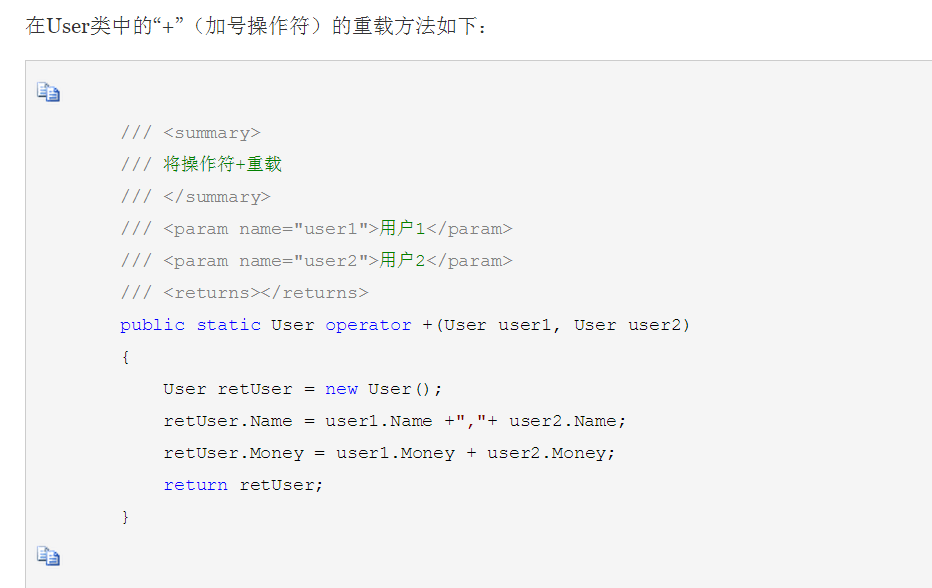 在User类中的“+”（加号操作符）的重载方法如下：
/// <summary>
/// 将操作符+重载
/// </summary>
/// <param name="user1">用户1</param>
/// <param name="user2">用户2</param>
/// <returns></returns>
public static User operator +(User user1, User user2)
{
User retUser = new User();
retUser.Name = user1.Name +","+ user2.Name;
retUser.Money = user1.Money + user2.Money;
return retUser;
}